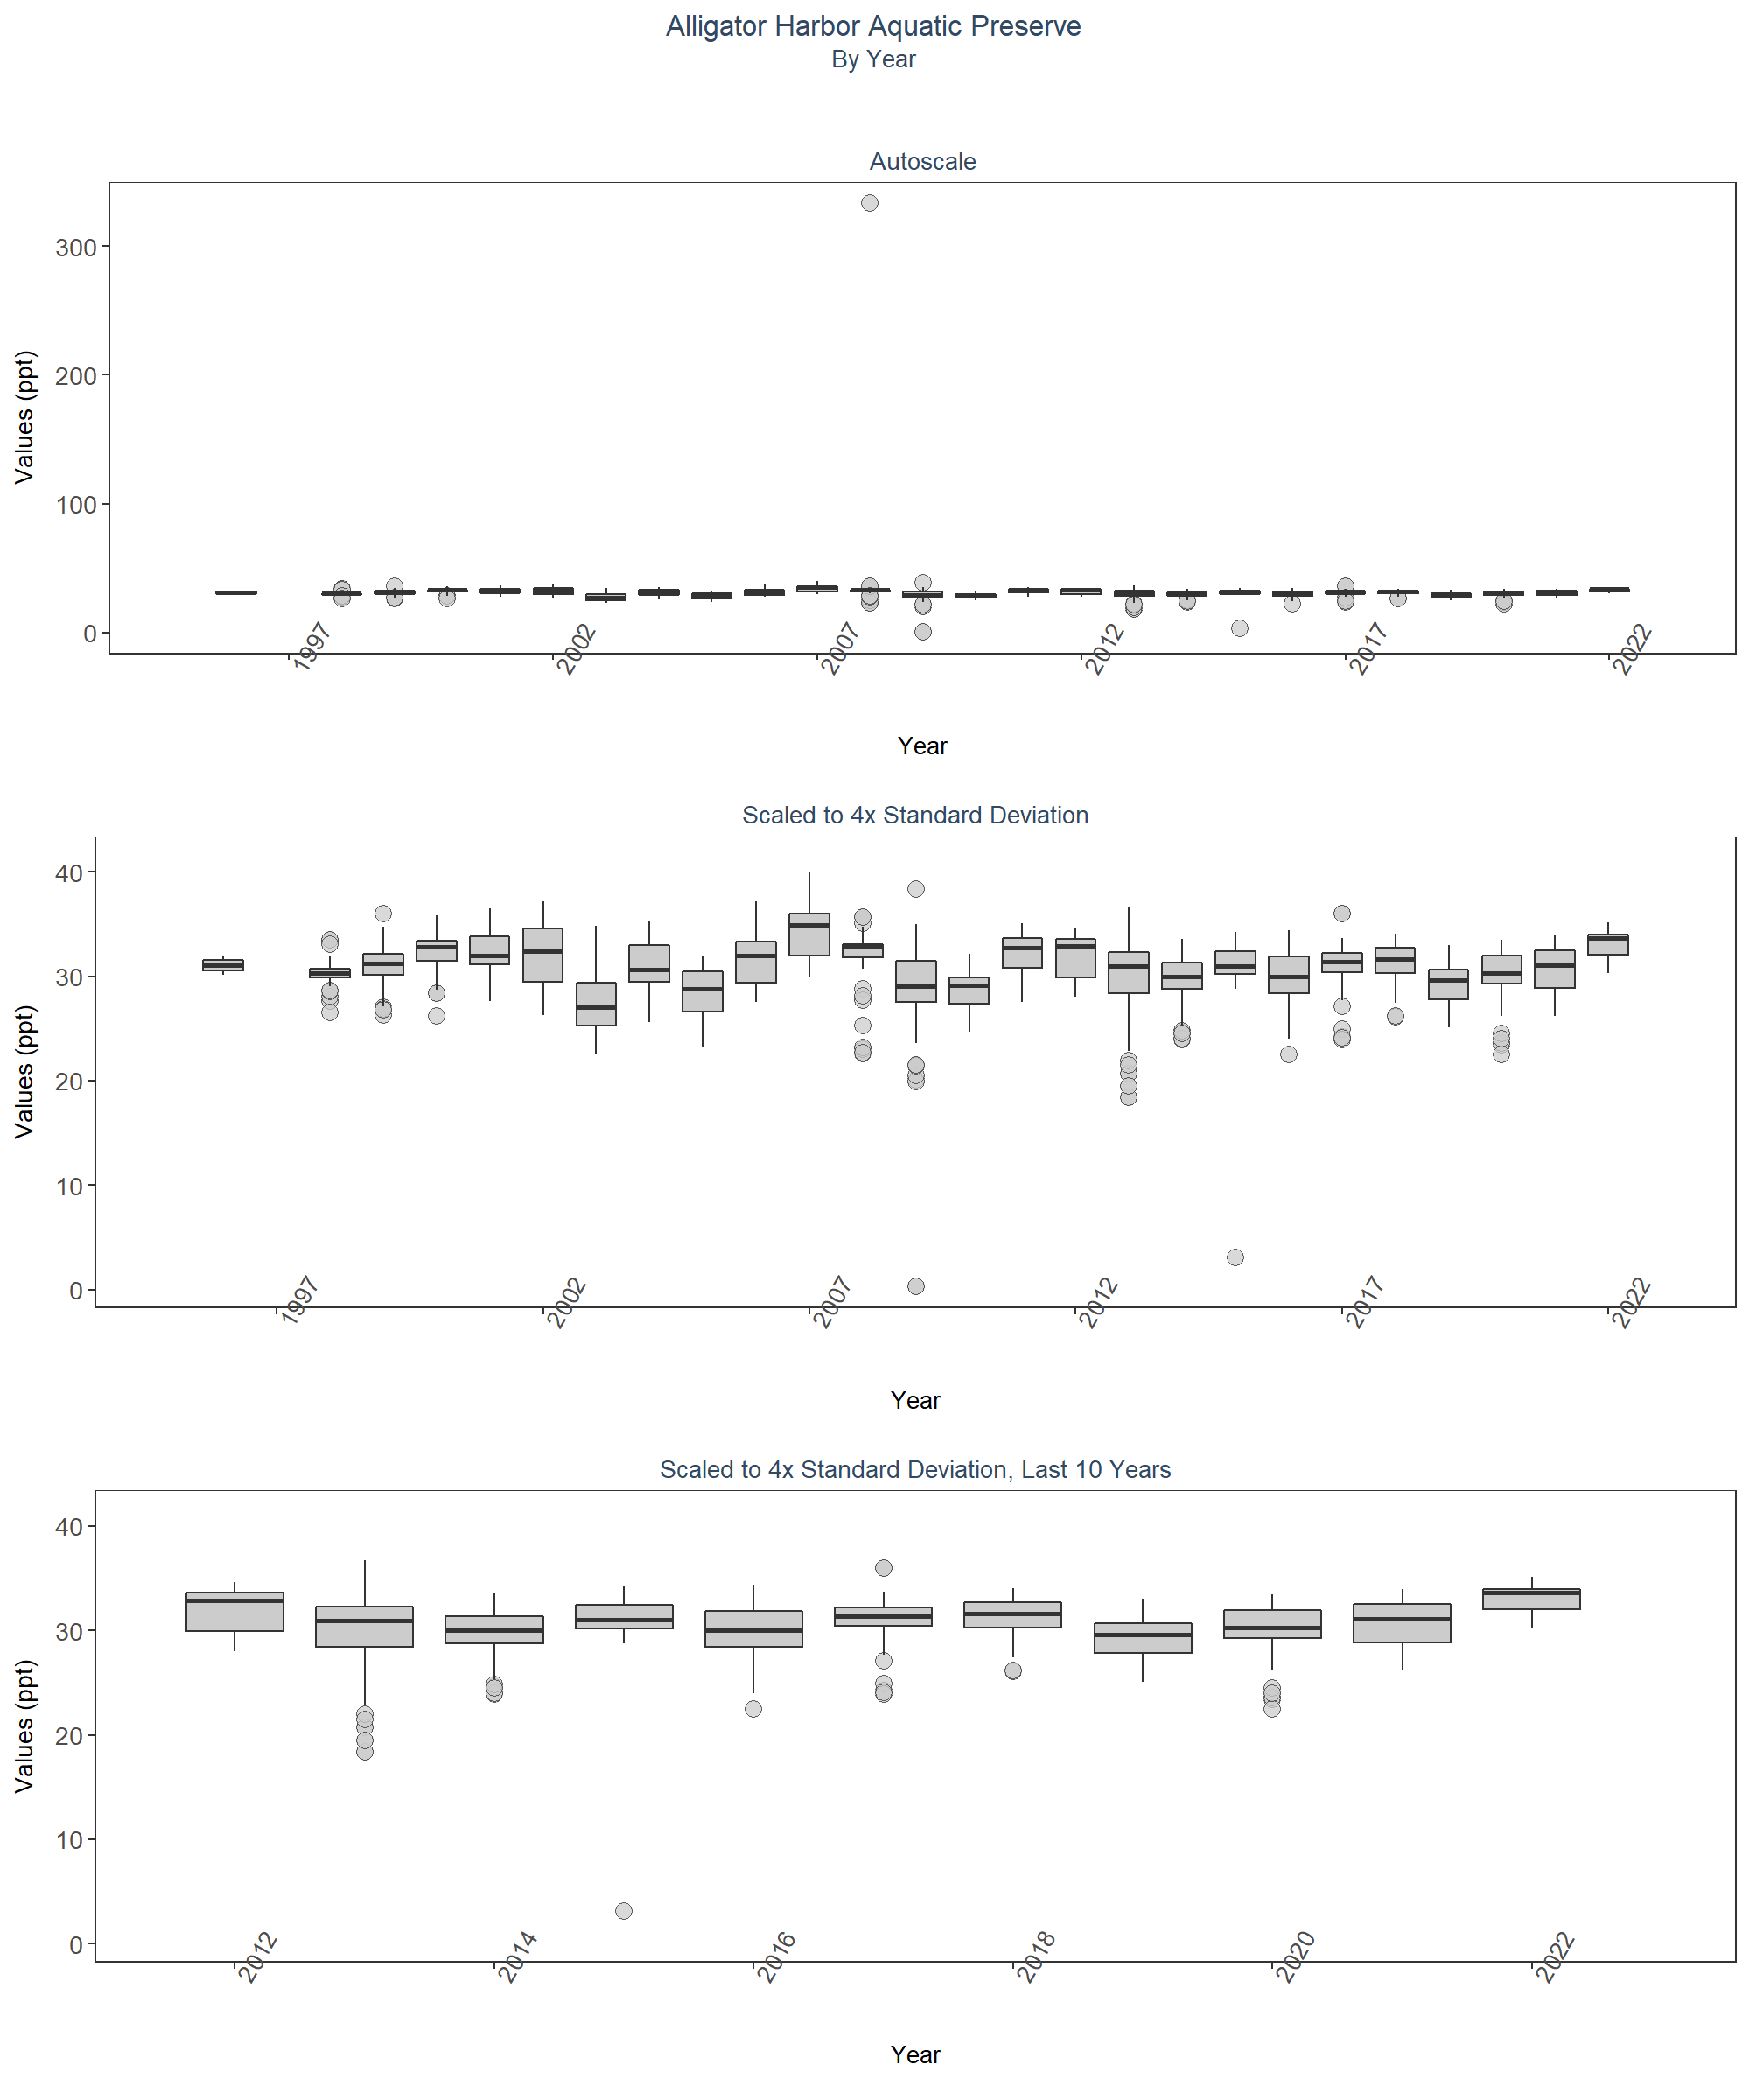 Alligator Harbor Aquatic Preserve
By Year
Autoscale
Values (ppt)
300
200
100
0
1997
2002
2007
2012
2017
2022
Year
Scaled to 4x Standard Deviation
Values (ppt)
40
30
20
10
0
1997
2002
2007
2012
2017
2022
Year
Scaled to 4x Standard Deviation, Last 10 Years
Values (ppt)
40
30
20
10
0
2012
2014
2016
2018
2020
2022
Year